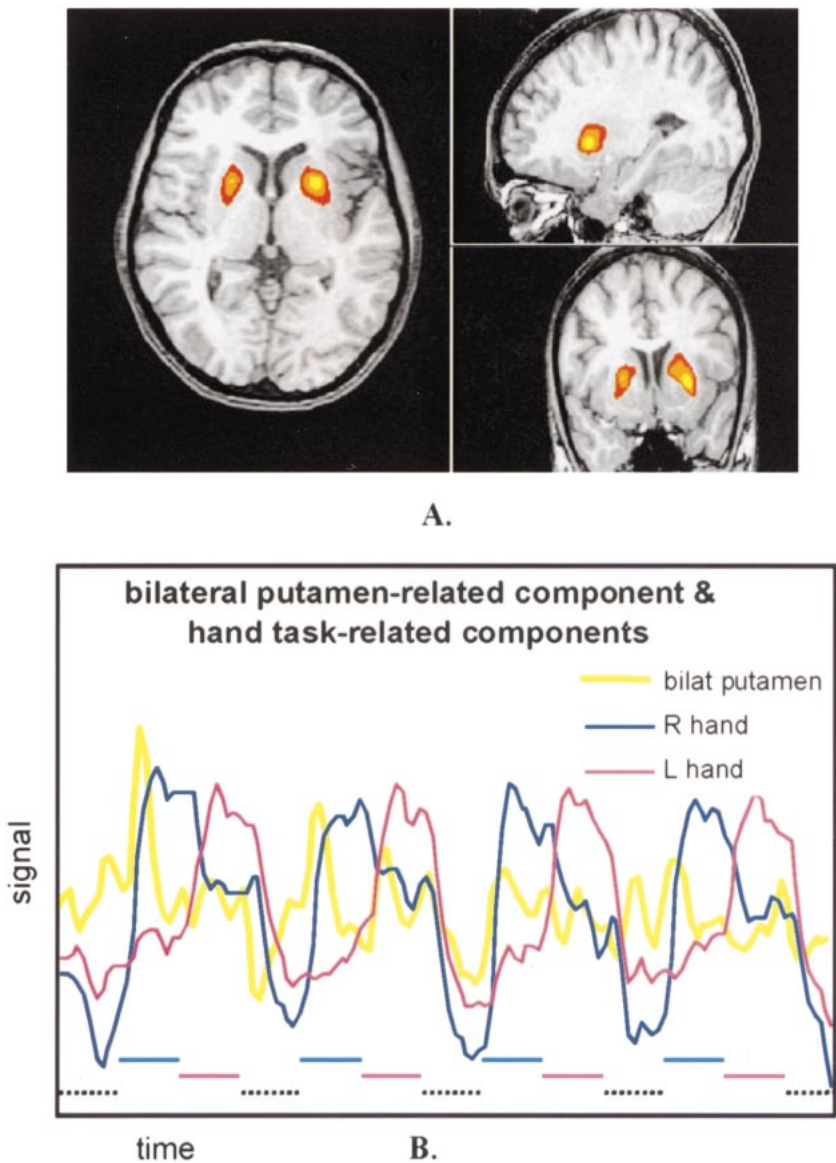 A.
bilateral putamen-related component &
hand task-related components
bilat putamen
R hand
L hand
signal
time
B.